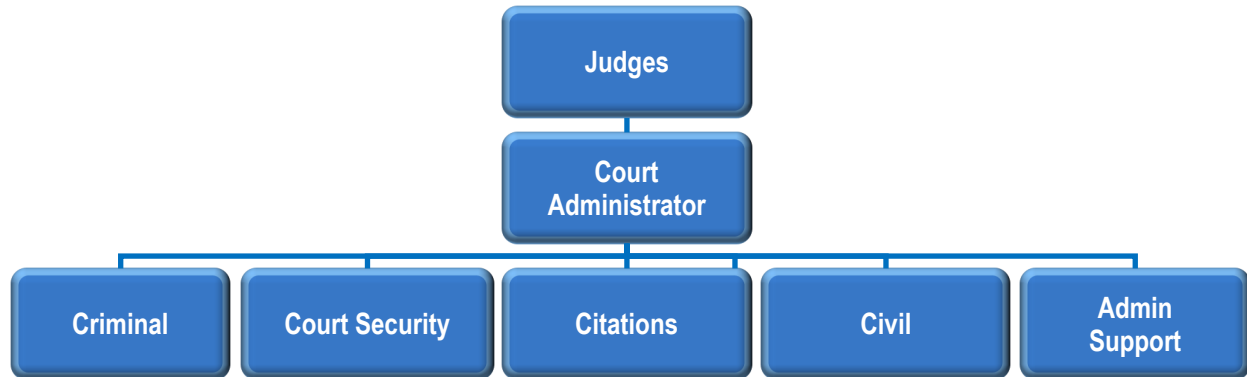 Judges
Court
Administrator
Criminal
Court Security
Citations
Civil
Admin
Support